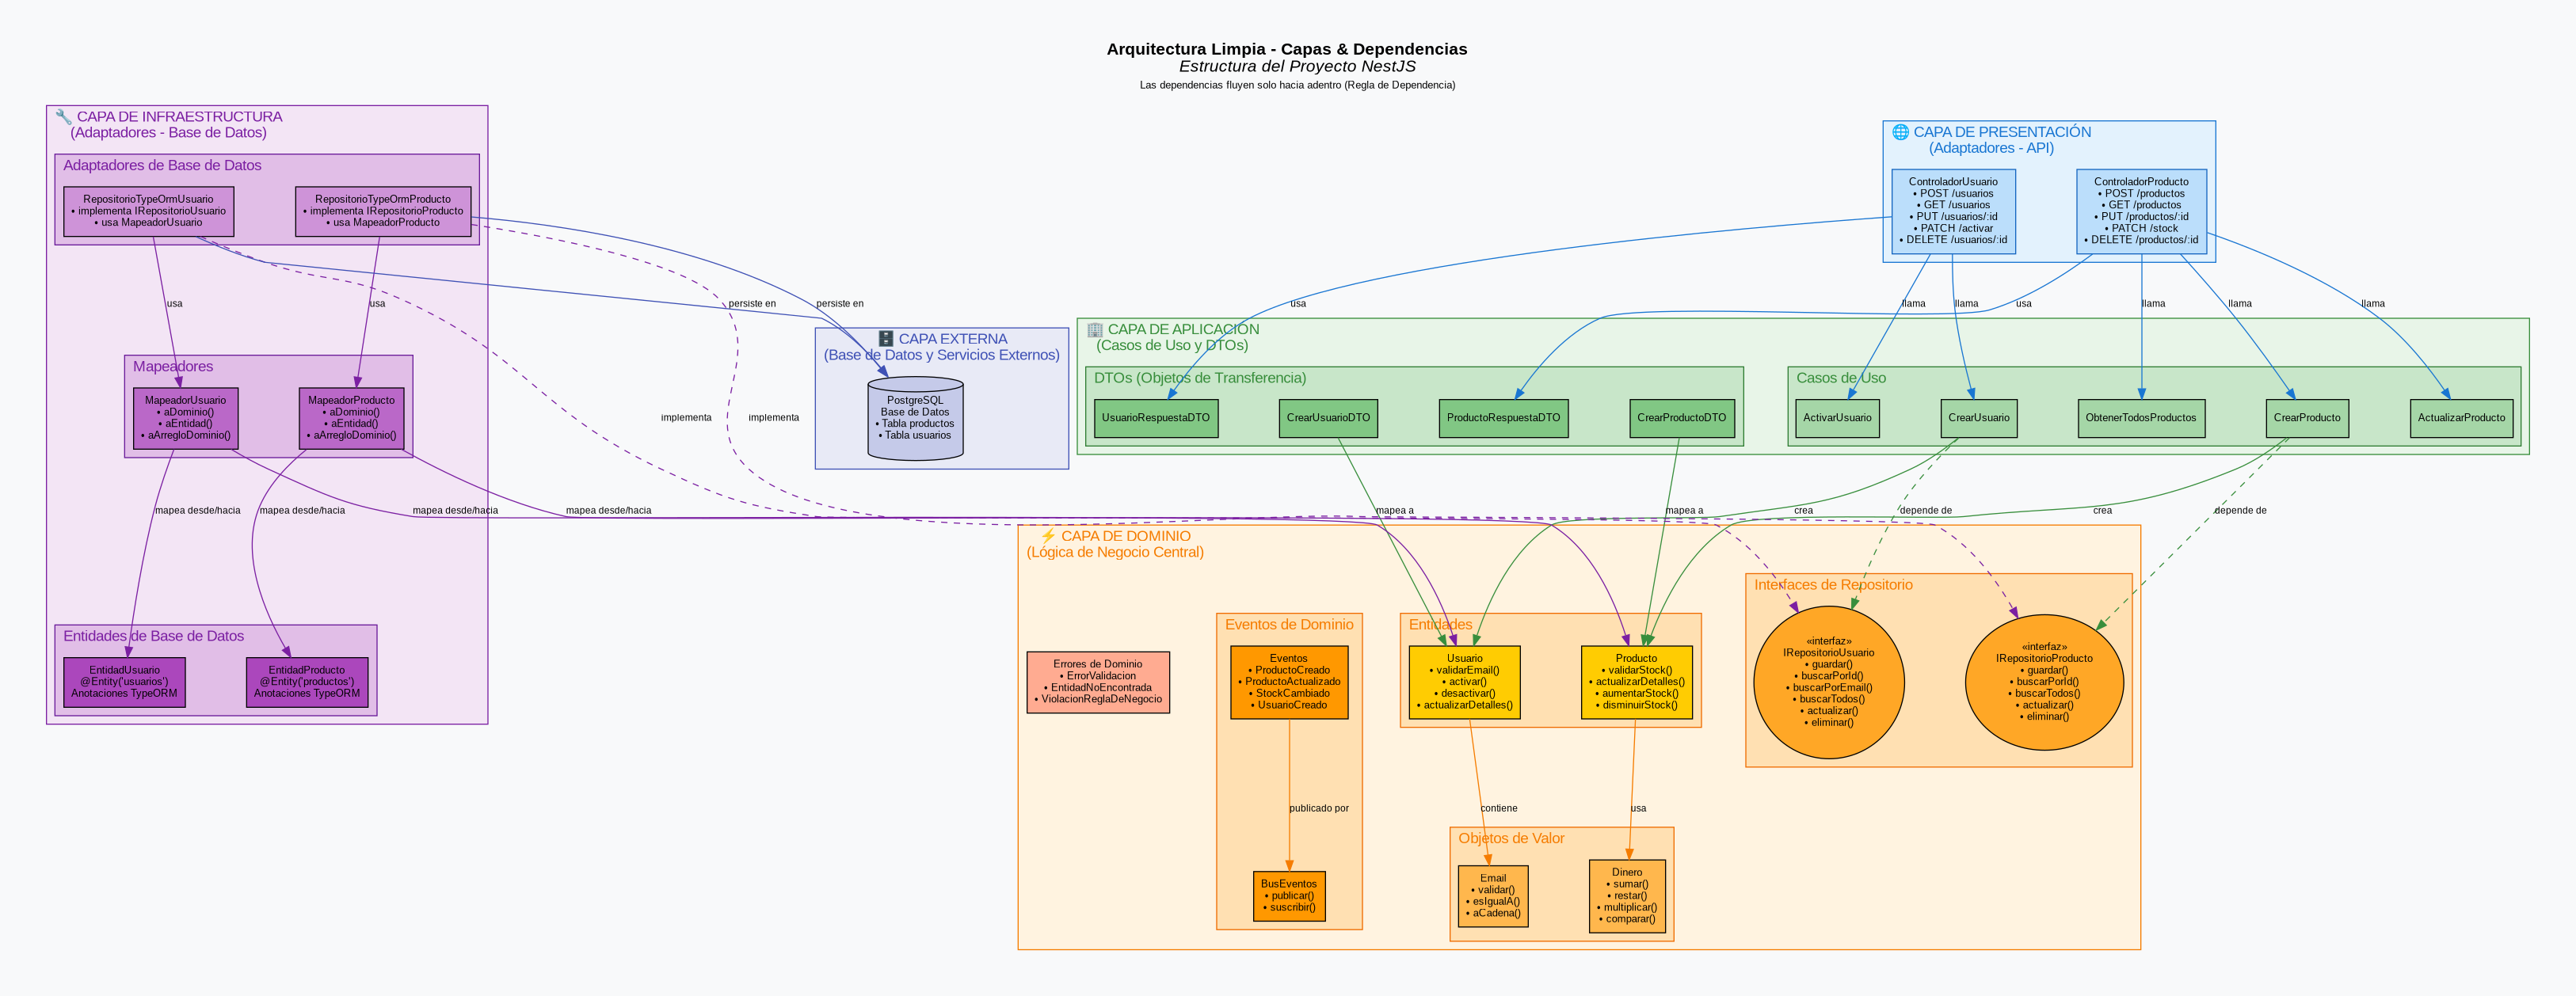 Arquitectura Limpia - Capas & Dependencias
Estructura del Proyecto NestJS
Las dependencias fluyen solo hacia adentro (Regla de Dependencia)
🔧 CAPA DE INFRAESTRUCTURA
(Adaptadores - Base de Datos)
Adaptadores de Base de Datos
RepositorioTypeOrmUsuario
• implementa IRepositorioUsuario
• usa MapeadorUsuario
RepositorioTypeOrmProducto
• implementa IRepositorioProducto
• usa MapeadorProducto
🌐 CAPA DE PRESENTACIÓN
(Adaptadores - API)
ControladorUsuario
• POST /usuarios
• GET /usuarios
• PUT /usuarios/:id
• PATCH /activar
• DELETE /usuarios/:id
ControladorProducto
• POST /productos
• GET /productos
• PUT /productos/:id
• PATCH /stock
• DELETE /productos/:id
usa
usa
persiste en
persiste en
usa
usa
llama
llama
llama
llama
llama
Mapeadores
MapeadorUsuario
• aDominio()
• aEntidad()
• aArregloDominio()
MapeadorProducto
• aDominio()
• aEntidad()
• aArregloDominio()
🗄️ CAPA EXTERNA
(Base de Datos y Servicios Externos)
PostgreSQL
Base de Datos
• Tabla productos
• Tabla usuarios
🏢 CAPA DE APLICACIÓN
(Casos de Uso y DTOs)
DTOs (Objetos de Transferencia)
UsuarioRespuestaDTO
CrearUsuarioDTO
ProductoRespuestaDTO
CrearProductoDTO
Casos de Uso
ActivarUsuario
CrearUsuario
ObtenerTodosProductos
CrearProducto
ActualizarProducto
implementa
implementa
mapea desde/hacia
mapea desde/hacia
mapea desde/hacia
mapea desde/hacia
mapea a
mapea a
crea
depende de
crea
depende de
Entidades de Base de Datos
EntidadUsuario
@Entity('usuarios')
Anotaciones TypeORM
EntidadProducto
@Entity('productos')
Anotaciones TypeORM
⚡ CAPA DE DOMINIO
(Lógica de Negocio Central)
Errores de Dominio
• ErrorValidacion
• EntidadNoEncontrada
• ViolacionReglaDeNegocio
Eventos de Dominio
Eventos
• ProductoCreado
• ProductoActualizado
• StockCambiado
• UsuarioCreado
publicado por
BusEventos
• publicar()
• suscribir()
Entidades
Usuario
• validarEmail()
• activar()
• desactivar()
• actualizarDetalles()
Producto
• validarStock()
• actualizarDetalles()
• aumentarStock()
• disminuirStock()
contiene
usa
Objetos de Valor
Email
• validar()
• esIgualA()
• aCadena()
Dinero
• sumar()
• restar()
• multiplicar()
• comparar()
Interfaces de Repositorio
«interfaz»
IRepositorioUsuario
• guardar()
• buscarPorId()
• buscarPorEmail()
• buscarTodos()
• actualizar()
• eliminar()
«interfaz»
IRepositorioProducto
• guardar()
• buscarPorId()
• buscarTodos()
• actualizar()
• eliminar()